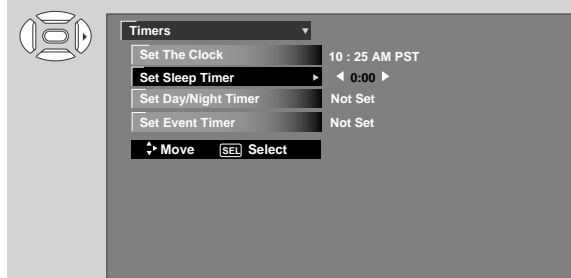 Timers
Set The Clock 10 : 25 AM PST
Set Sleep Timer 0:00
Set Day/Night Timer Not Set
Set Event Timer Not Set
Move SEL Select